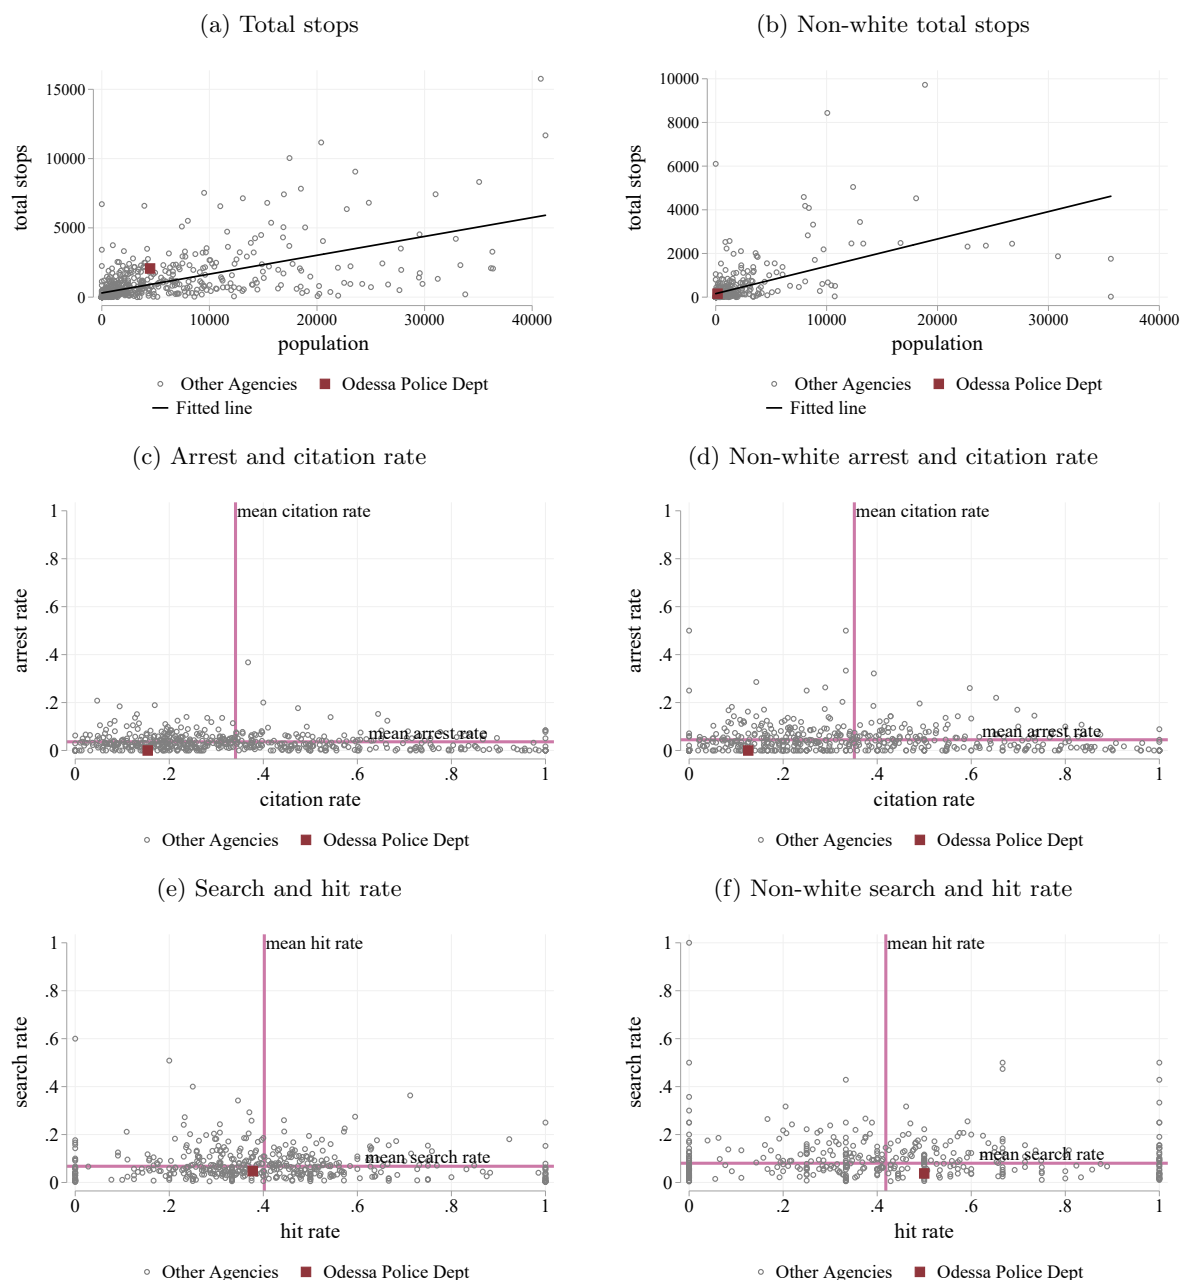 (a) Total stops
total stops
15000
10000
5000
0
0 10000 20000 30000 40000
population
Other Agencies Odessa Police Dept
Fitted line
(b) Non-white total stops
total stops
10000
8000
6000
4000
2000
0
0 10000 20000 30000 40000
population
Other Agencies Odessa Police Dept
Fitted line
(c) Arrest and citation rate
arrest rate
1
.8
.6
.4
.2
0
mean citation rate
mean arrest rate
0 .2 .4 .6 .8 1
citation rate
Other Agencies Odessa Police Dept
(d) Non-white arrest and citation rate
arrest rate
1
.8
.6
.4
.2
0
mean citation rate
mean arrest rate
0 .2 .4 .6 .8 1
citation rate
Other Agencies Odessa Police Dept
(e) Search and hit rate
search rate
1
.8
.6
.4
.2
0
mean hit rate
mean search rate
0 .2 .4 .6 .8 1
hit rate
Other Agencies Odessa Police Dept
(f) Non-white search and hit rate
search rate
1
.8
.6
.4
.2
0
mean hit rate
mean search rate
0 .2 .4 .6 .8 1
hit rate
Other Agencies Odessa Police Dept